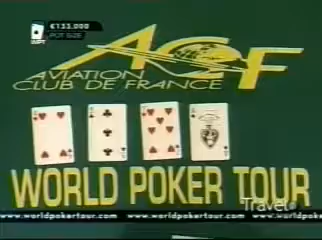 €133,000
WPT POT SIZE
ACF
AVIATION
CLUB DE FRANCE
WORLD POKER TOUR
Travel
www.worldpokertour.com www.worldpokertour.com www.worldpokertour.com